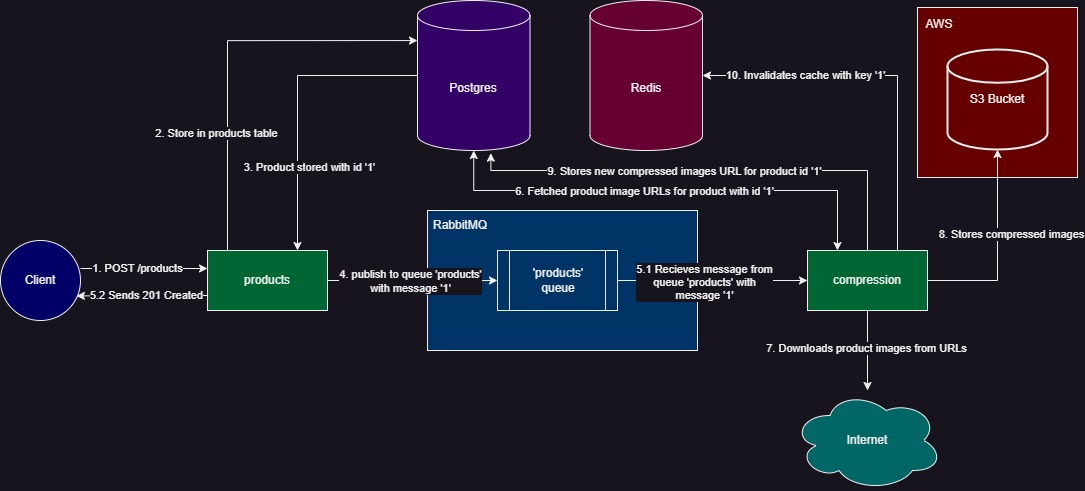 AWS
Postgres
Redis
S3 Bucket
10. Invalidates cache with key '1'
2. Store in products table
3. Product stored with id '1'
9. Stores new compressed images URL for product id '1'
6. Fetched product image URLs for product with id '1'
RabbitMQ
8. Stores compressed images
Client
1. POST /products
5.2 Sends 201 Created
products
4. publish to queue 'products'
with message '1'
'products'
queue
5.1 Recieves message from
queue 'products' with
message '1'
compression
7. Downloads product images from URLs
Internet